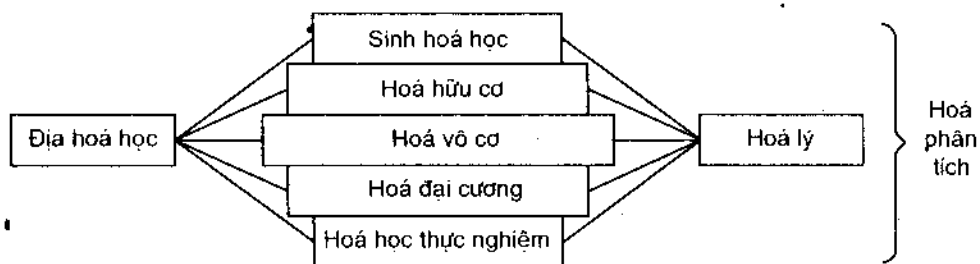 Sinh hoá học
Hoá hữu cơ
Địa hoá học
Hoá vô cơ
Hoá lý
Hoá đại cương
Hoá học thực nghiệm
Hoá
phân
tích